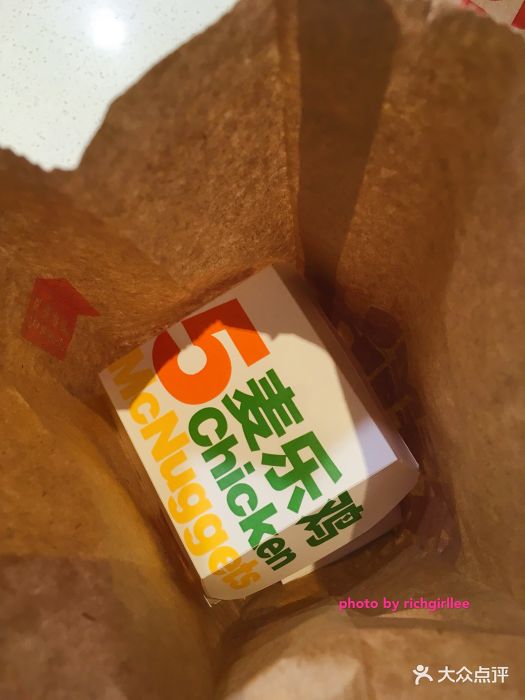 5
麦乐鸡
Chicken
McNuggets
photo by richgirllee
大众点评